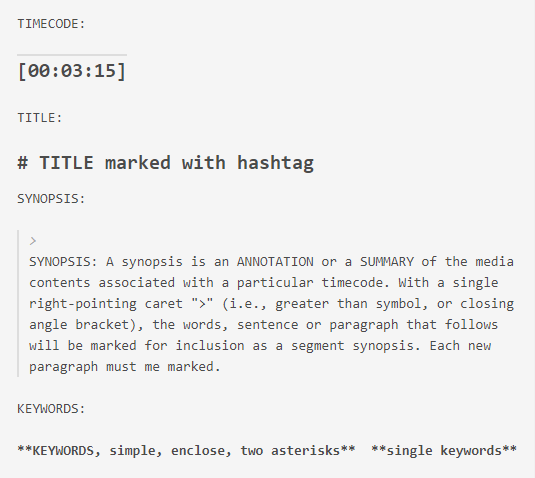 TIMECODE:
[00:03:15]
TITLE:
# TITLE marked with hashtag
SYNOPSIS:
>
SYNOPSIS: A synopsis is an ANNOTATION or a SUMMARY of the media
contents associated with a particular timecode. With a single
right-pointing caret ">" (i.e., greater than symbol, or closing
angle bracket), the words, sentence or paragraph that follows
will be marked for inclusion as a segment synopsis. Each new
paragraph must me marked.
KEYWORDS:
**KEYWORDS, simple, enclose, two asterisks**  **single keywords**